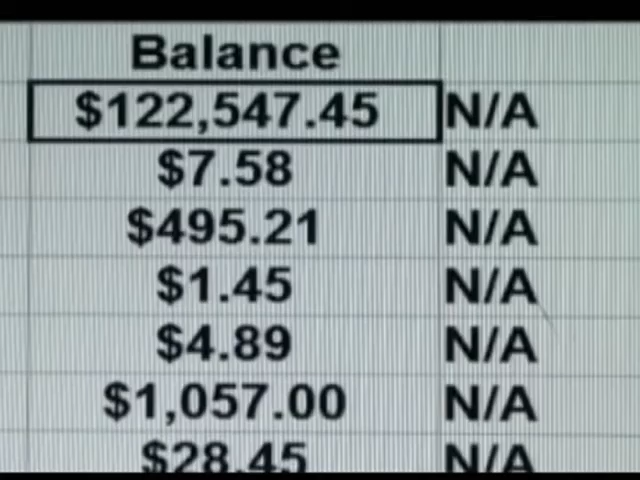 Balance
$122,547.45 N/A
$7.58 N/A
$495.21 N/A
$1.45 N/A
$4.89 N/A
$1,057.00 N/A
$28.45 N/A